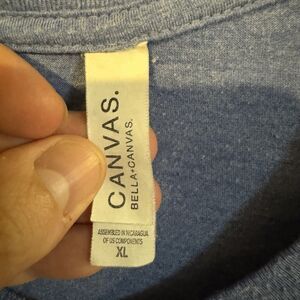 CANVAS.
BELLA+CANVAS.
ASSEMBLED IN NICARAGUA
OF US COMPONENTS
XL